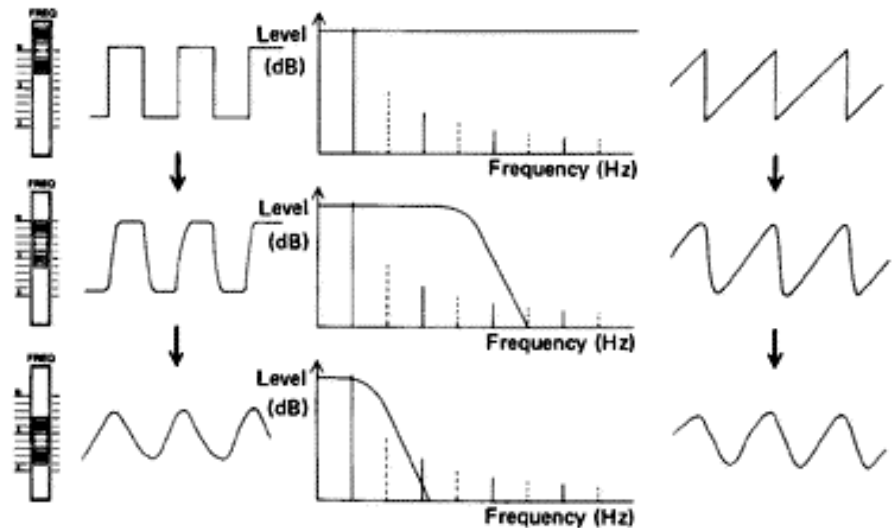 FREQ
Level
(dB)
Frequency (Hz)
FREQ
Level
(dB)
Frequency (Hz)
FREQ
Level
(dB)
Frequency (Hz)